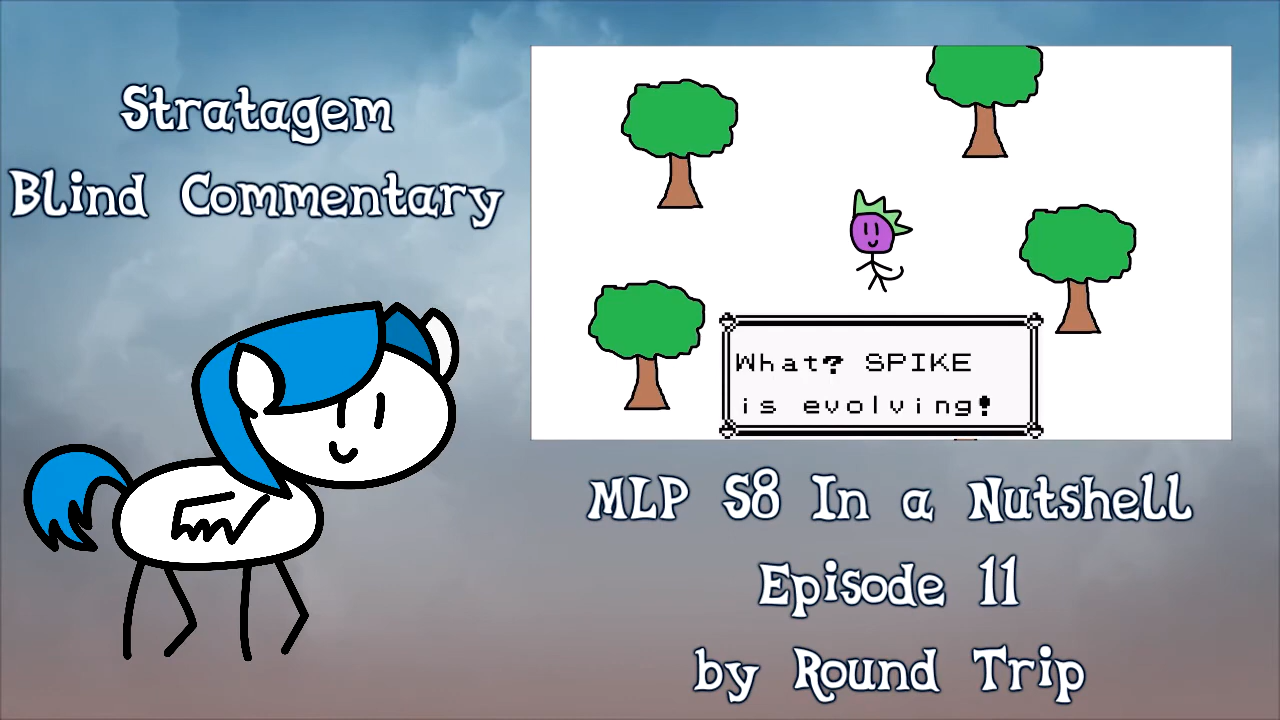 Stratagem
Blind Commentary
What? SPIKE
is evolving!
MLP S8 In a Nutshell
Episode 11
by Round Trip